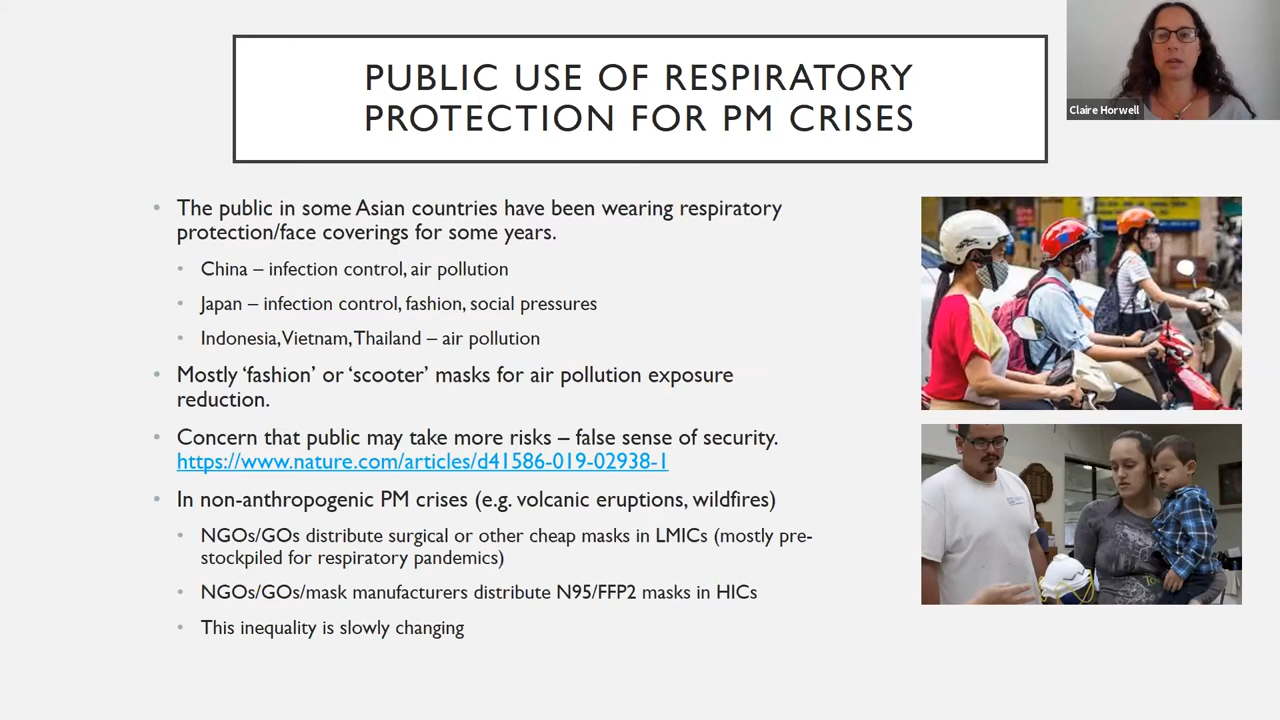 PUBLIC USE OF RESPIRATORY
PROTECTION FOR PM CRISES
Claire Horwell
• The public in some Asian countries have been wearing respiratory
protection/face coverings for some years.
• China – infection control, air pollution
• Japan – infection control, fashion, social pressures
• Indonesia, Vietnam, Thailand – air pollution
• Mostly ‘fashion’ or ‘scooter’ masks for air pollution exposure
reduction.
• Concern that public may take more risks – false sense of security.
https://www.nature.com/articles/d41586-019-02938-1
• In non-anthropogenic PM crises (e.g. volcanic eruptions, wildfires)
• NGOs/GOs distribute surgical or other cheap masks in LMICs (mostly pre-
stockpiled for respiratory pandemics)
• NGOs/GOs/mask manufacturers distribute N95/FFP2 masks in HICs
• This inequality is slowly changing